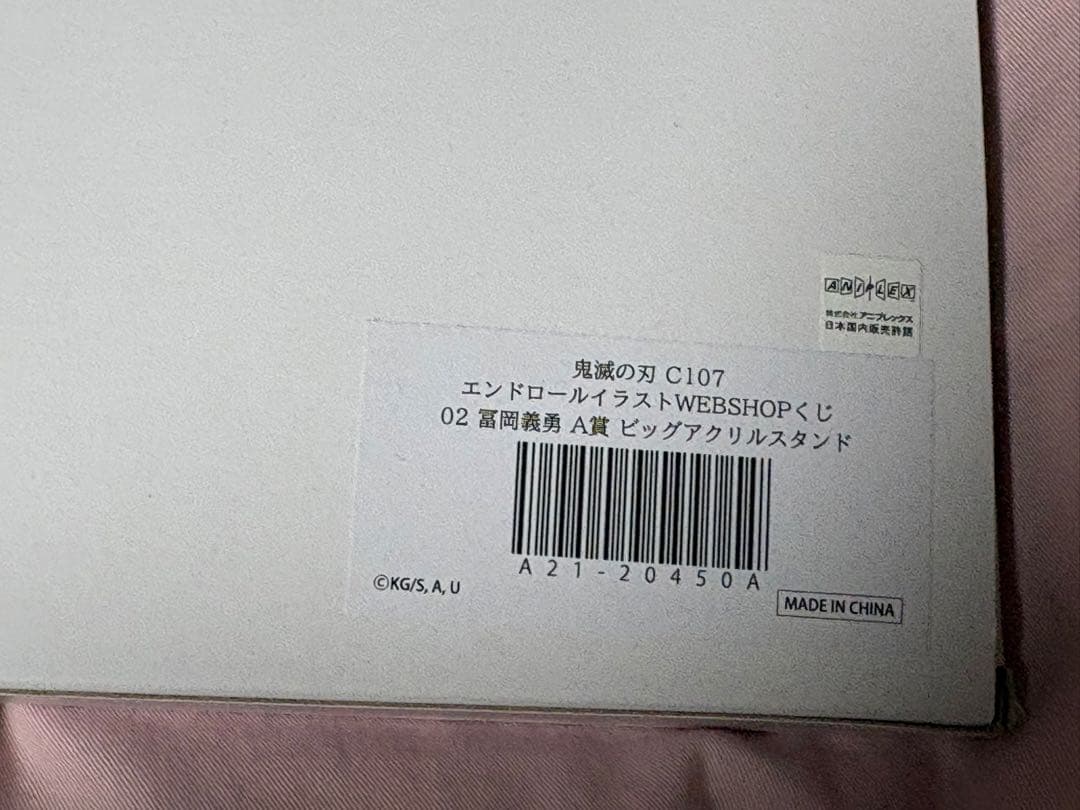 ANIPLEX
株式会社アニプレックス
日本国内販売許諾
鬼滅の刃 C107
エンドロールイラストWEBSHOPくじ
02 冨岡義勇 A賞 ビッグアクリルスタンド
A21-20450A
©KG/S, A, U
MADE IN CHINA